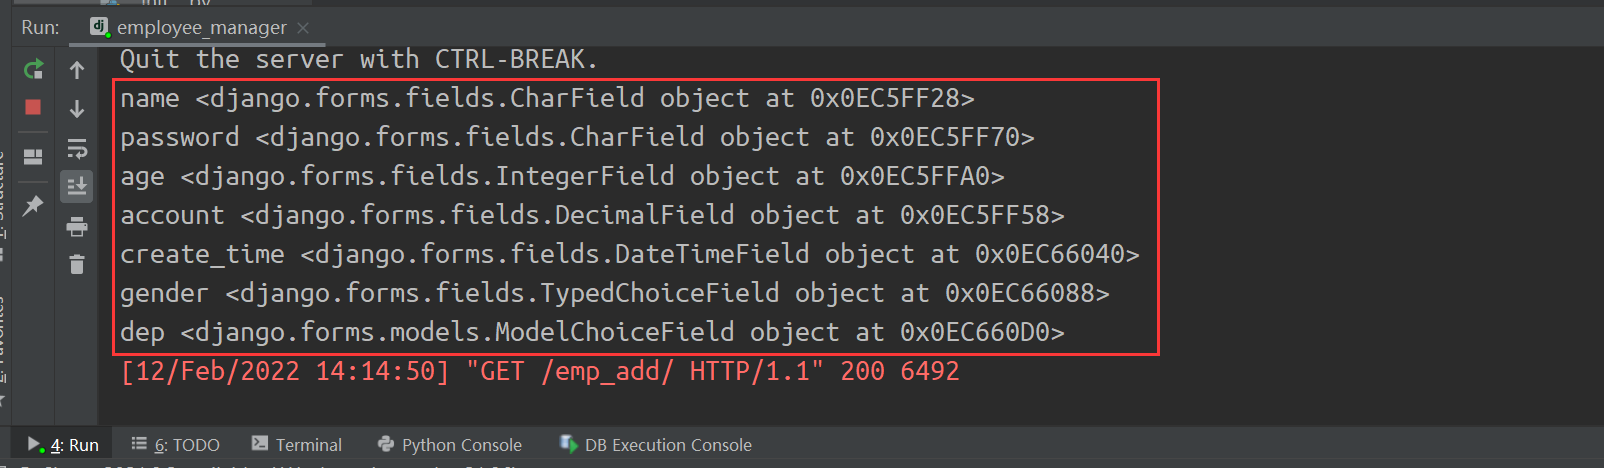 Run: employee_manager
Quit the server with CTRL-BREAK.
name <django.forms.fields.CharField object at 0x0EC5FF28>
password <django.forms.fields.CharField object at 0x0EC5FF70>
age <django.forms.fields.IntegerField object at 0x0EC5FFA0>
account <django.forms.fields.DecimalField object at 0x0EC5FF58>
create_time <django.forms.fields.DateTimeField object at 0x0EC66040>
gender <django.forms.fields.TypedChoiceField object at 0x0EC66088>
dep <django.forms.models.ModelChoiceField object at 0x0EC660D0>
[12/Feb/2022 14:14:50] "GET /emp_add/ HTTP/1.1" 200 6492
4: Run 6: TODO Terminal Python Console DB Execution Console